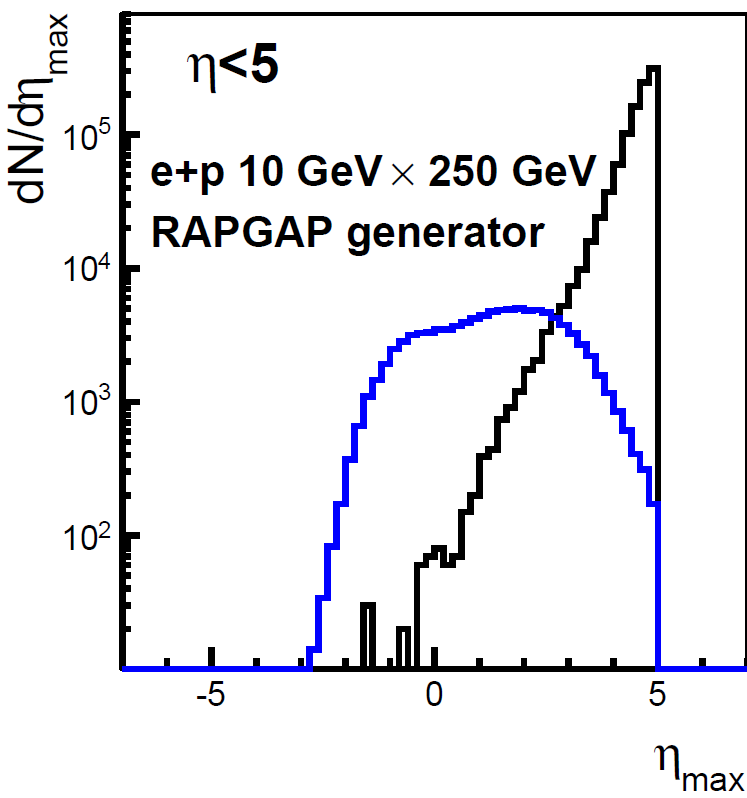 dN/dη_max
η<5
e+p 10 GeV × 250 GeV
RAPGAP generator
10^5
10^4
10^3
10^2
-5 0 5
η_max